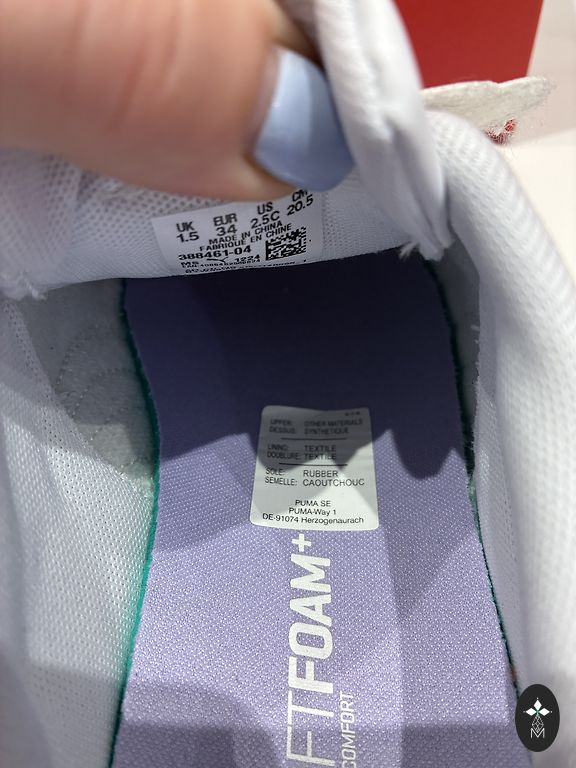 UK EUR US CM
1.5 34 2.5C 20.5
MADE IN CHINA
FABRIQUÉ EN CHINE
388461-04
1224
UPPER: OTHER MATERIALS
DESSUS: SYNTHETIQUE
LINING: TEXTILE
DOUBLURE: TEXTILE
SOLE: RUBBER
SEMELLE: CAOUTCHOUC
PUMA SE
PUMA-Way 1
DE-91074 Herzogenaurach
FTFOAM+
COMFORT
M